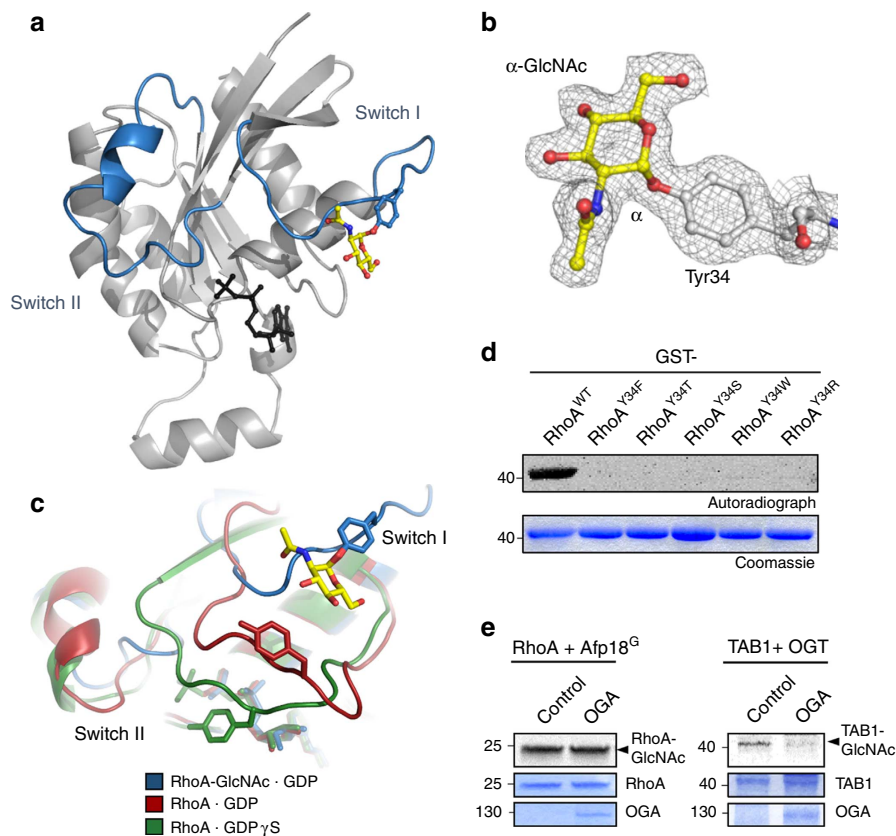 a
Switch I
Switch II
b
α-GlcNAc
α
Tyr34
c
Switch I
Switch II
RhoA-GlcNAc · GDP
RhoA · GDP
RhoA · GDP γS
d
GST-
RhoA^WT RhoA^Y34F RhoA^Y34T RhoA^Y34S RhoA^Y34W RhoA^Y34R
40
Autoradiograph
40
Coomassie
e
RhoA + Afp18^G
Control OGA
25
RhoA-
GlcNAc
25 RhoA
130 OGA
TAB1+ OGT
Control OGA
40
TAB1-
GlcNAc
40 TAB1
130 OGA